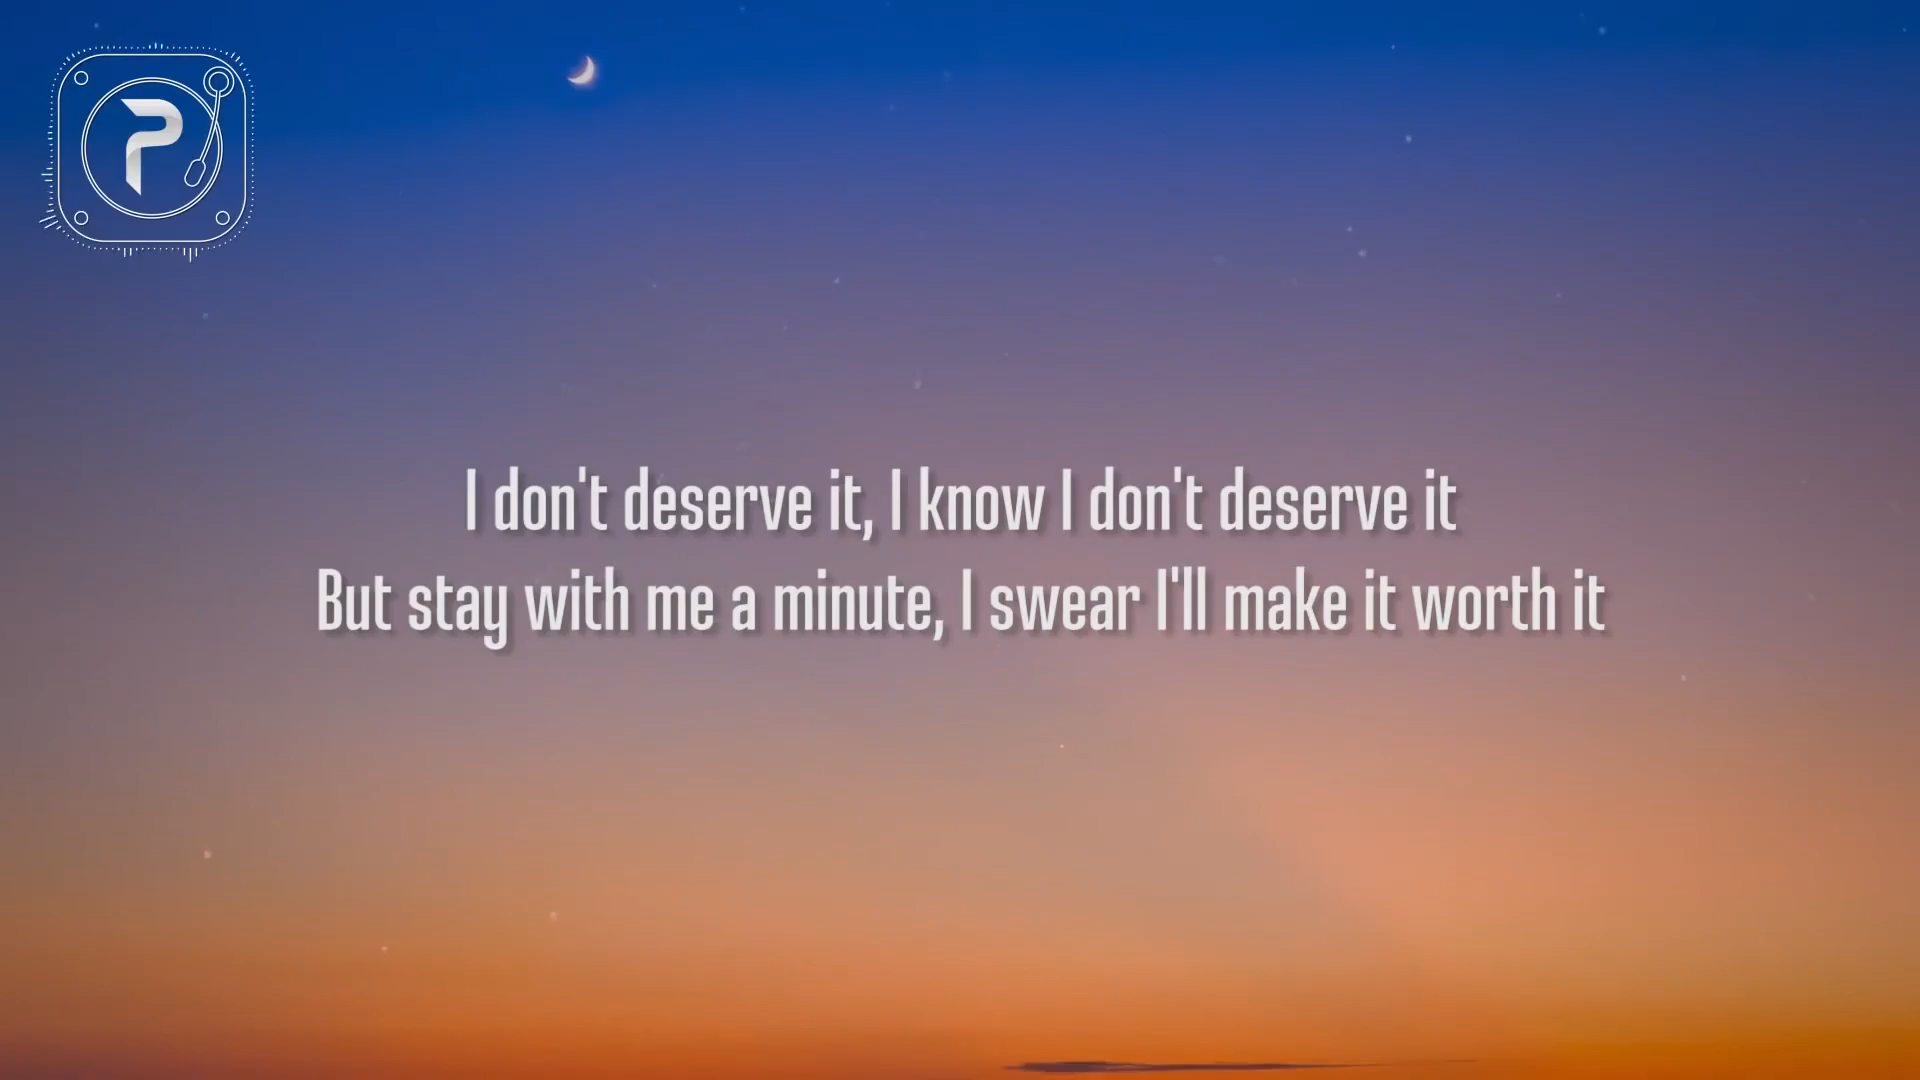 P
I don't deserve it, I know I don't deserve it
But stay with me a minute, I swear I'll make it worth it